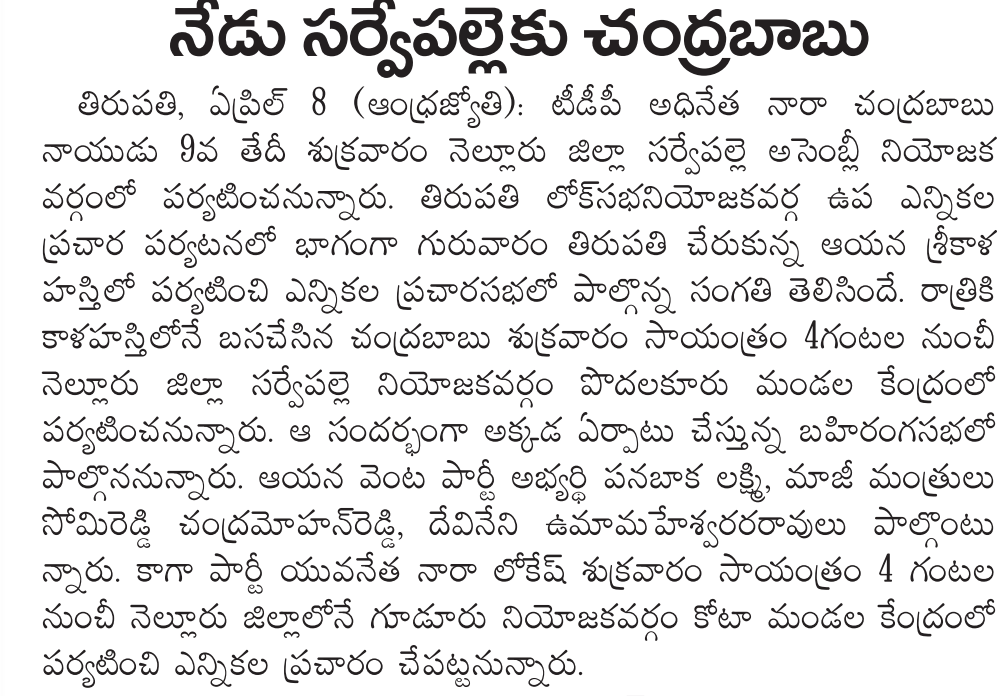 నేడు సర్వేపల్లెకు చంద్రబాబు
తిరుపతి, ఏప్రిల్ 8 (ఆంధ్రజ్యోతి): టీడీపీ అధినేత నారా చంద్రబాబు
నాయుడు 9వ తేదీ శుక్రవారం నెల్లూరు జిల్లా సర్వేపల్లె అసెంబ్లీ నియోజక
వర్గంలో పర్యటించనున్నారు. తిరుపతి లోక్‌సభనియోజకవర్గ ఉప ఎన్నికల
ప్రచార పర్యటనలో భాగంగా గురువారం తిరుపతి చేరుకున్న ఆయన శ్రీకాళ
హస్తిలో పర్యటించి ఎన్నికల ప్రచారసభలో పాల్గొన్న సంగతి తెలిసిందే. రాత్రికి
కాళహస్తిలోనే బసచేసిన చంద్రబాబు శుక్రవారం సాయంత్రం 4గంటల నుంచీ
నెల్లూరు జిల్లా సర్వేపల్లె నియోజకవర్గం పొదలకూరు మండల కేంద్రంలో
పర్యటించనున్నారు. ఆ సందర్భంగా అక్కడ ఏర్పాటు చేస్తున్న బహిరంగసభలో
పాల్గొననున్నారు. ఆయన వెంట పార్టీ అభ్యర్థి పనబాక లక్ష్మి, మాజీ మంత్రులు
సోమిరెడ్డి చంద్రమోహన్‌రెడ్డి, దేవినేని ఉమామహేశ్వరరరావులు పాల్గొంటు
న్నారు. కాగా పార్టీ యువనేత నారా లోకేష్ శుక్రవారం సాయంత్రం 4 గంటల
నుంచీ నెల్లూరు జిల్లాలోనే గూడూరు నియోజకవర్గం కోటా మండల కేంద్రంలో
పర్యటించి ఎన్నికల ప్రచారం చేపట్టనున్నారు.